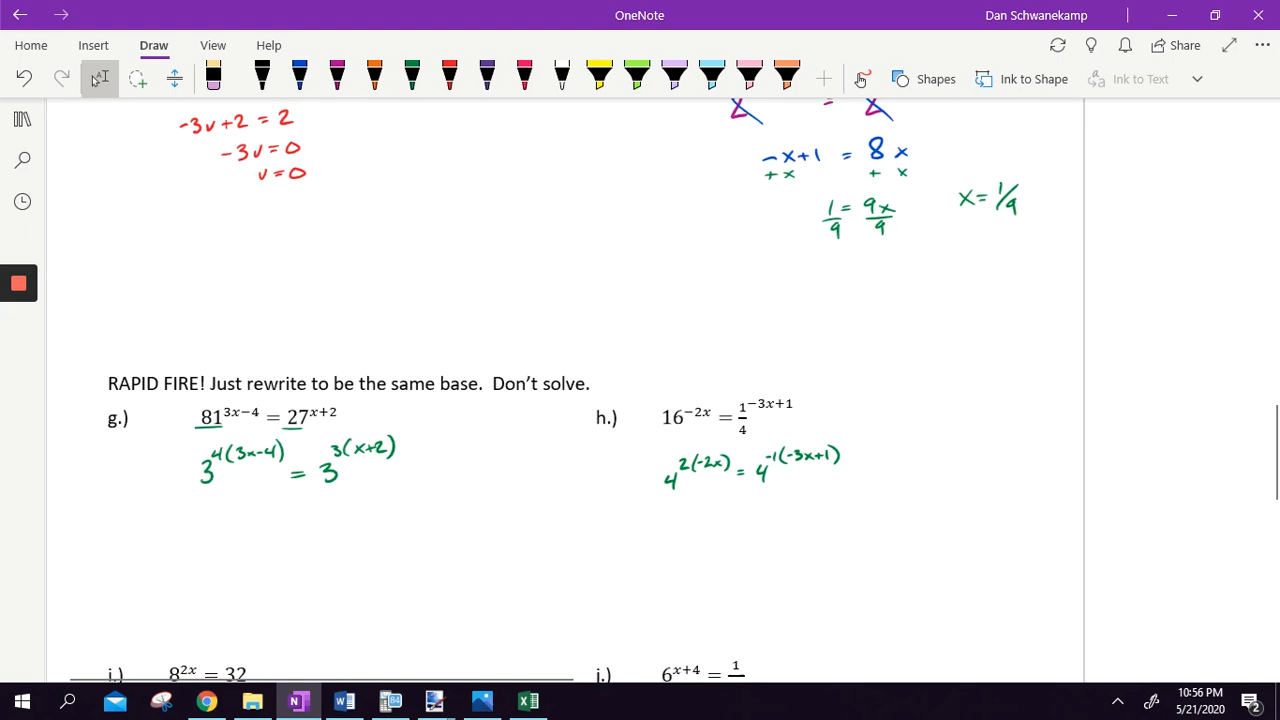 OneNote
Dan Schwanekamp
Home Insert Draw View Help
Share
Shapes Ink to Shape Ink to Text
-3v+2 = 2
-3v=0
v=0
2 = 2
-x+1 = 8x
+x + x
1 = 9x
9 9
x = 1/9
RAPID FIRE! Just rewrite to be the same base. Don't solve.
g.) 81^{3x-4} = 27^{x+2}
3^{4(3x-4)} = 3^{3(x+2)}
h.) 16^{-2x} = \frac{1}{4}^{-3x+1}
4^{2(-2x)} = 4^{-1(-3x+1)}
i.) 8^{2x} = 32
j.) 6^{x+4} = 1
10:56 PM
5/21/2020
2